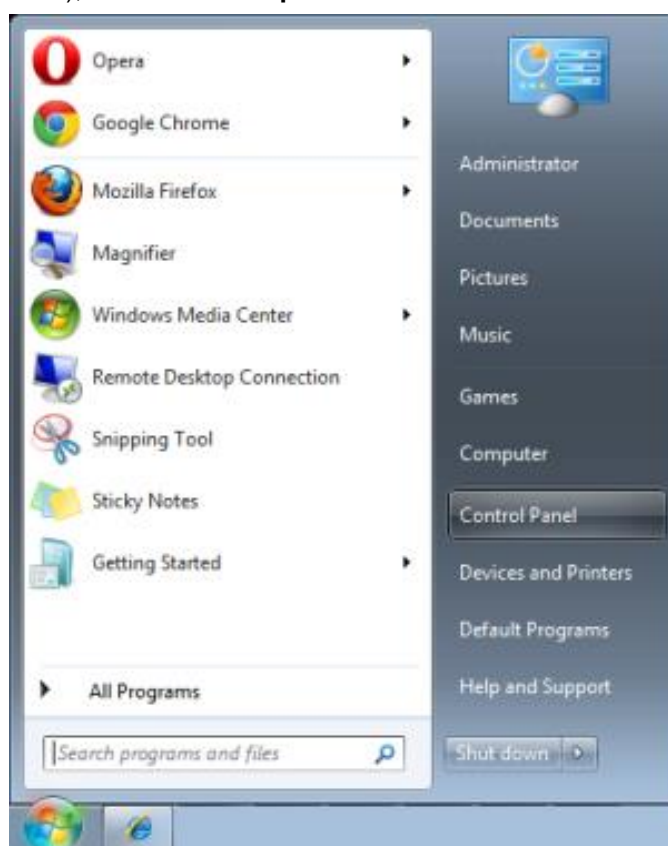 Opera
Google Chrome
Mozilla Firefox
Magnifier
Windows Media Center
Remote Desktop Connection
Snipping Tool
Sticky Notes
Getting Started
All Programs
Search programs and files
Administrator
Documents
Pictures
Music
Games
Computer
Control Panel
Devices and Printers
Default Programs
Help and Support
Shut down